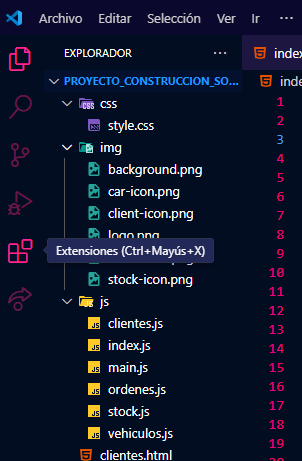 Archivo Editar Selección Ver Ir ···
EXPLORADOR ···
index
PROYECTO_CONSTRUCCION_SO...
inde
css
style.css
img
background.png
car-icon.png
client-icon.png
logo.png
Extensiones (Ctrl+Mayús+X)
.png
stock-icon.png
js
clientes.js
index.js
main.js
ordenes.js
stock.js
vehiculos.js
clientes.html
1
2
3
4
5
6
7
8
9
10
11
12
13
14
15
16
17
18
19
20